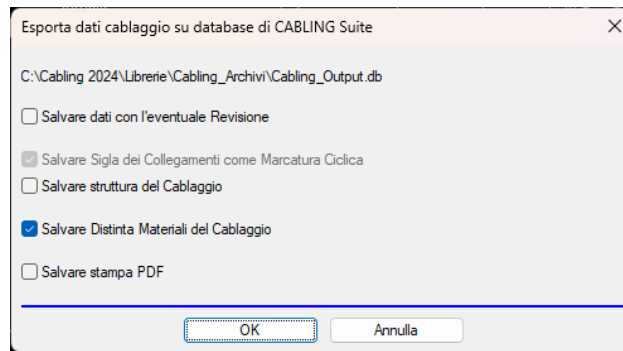 Esporta dati cablaggio su database di CABLING Suite
C:\Cabling 2024\Librerie\Cabling_Archivi\Cabling_Output.db
Salvare dati con l'eventuale Revisione
Salvare Sigla dei Collegamenti come Marcatura Ciclica
Salvare struttura del Cablaggio
Salvare Distinta Materiali del Cablaggio
Salvare stampa PDF
OK Annulla